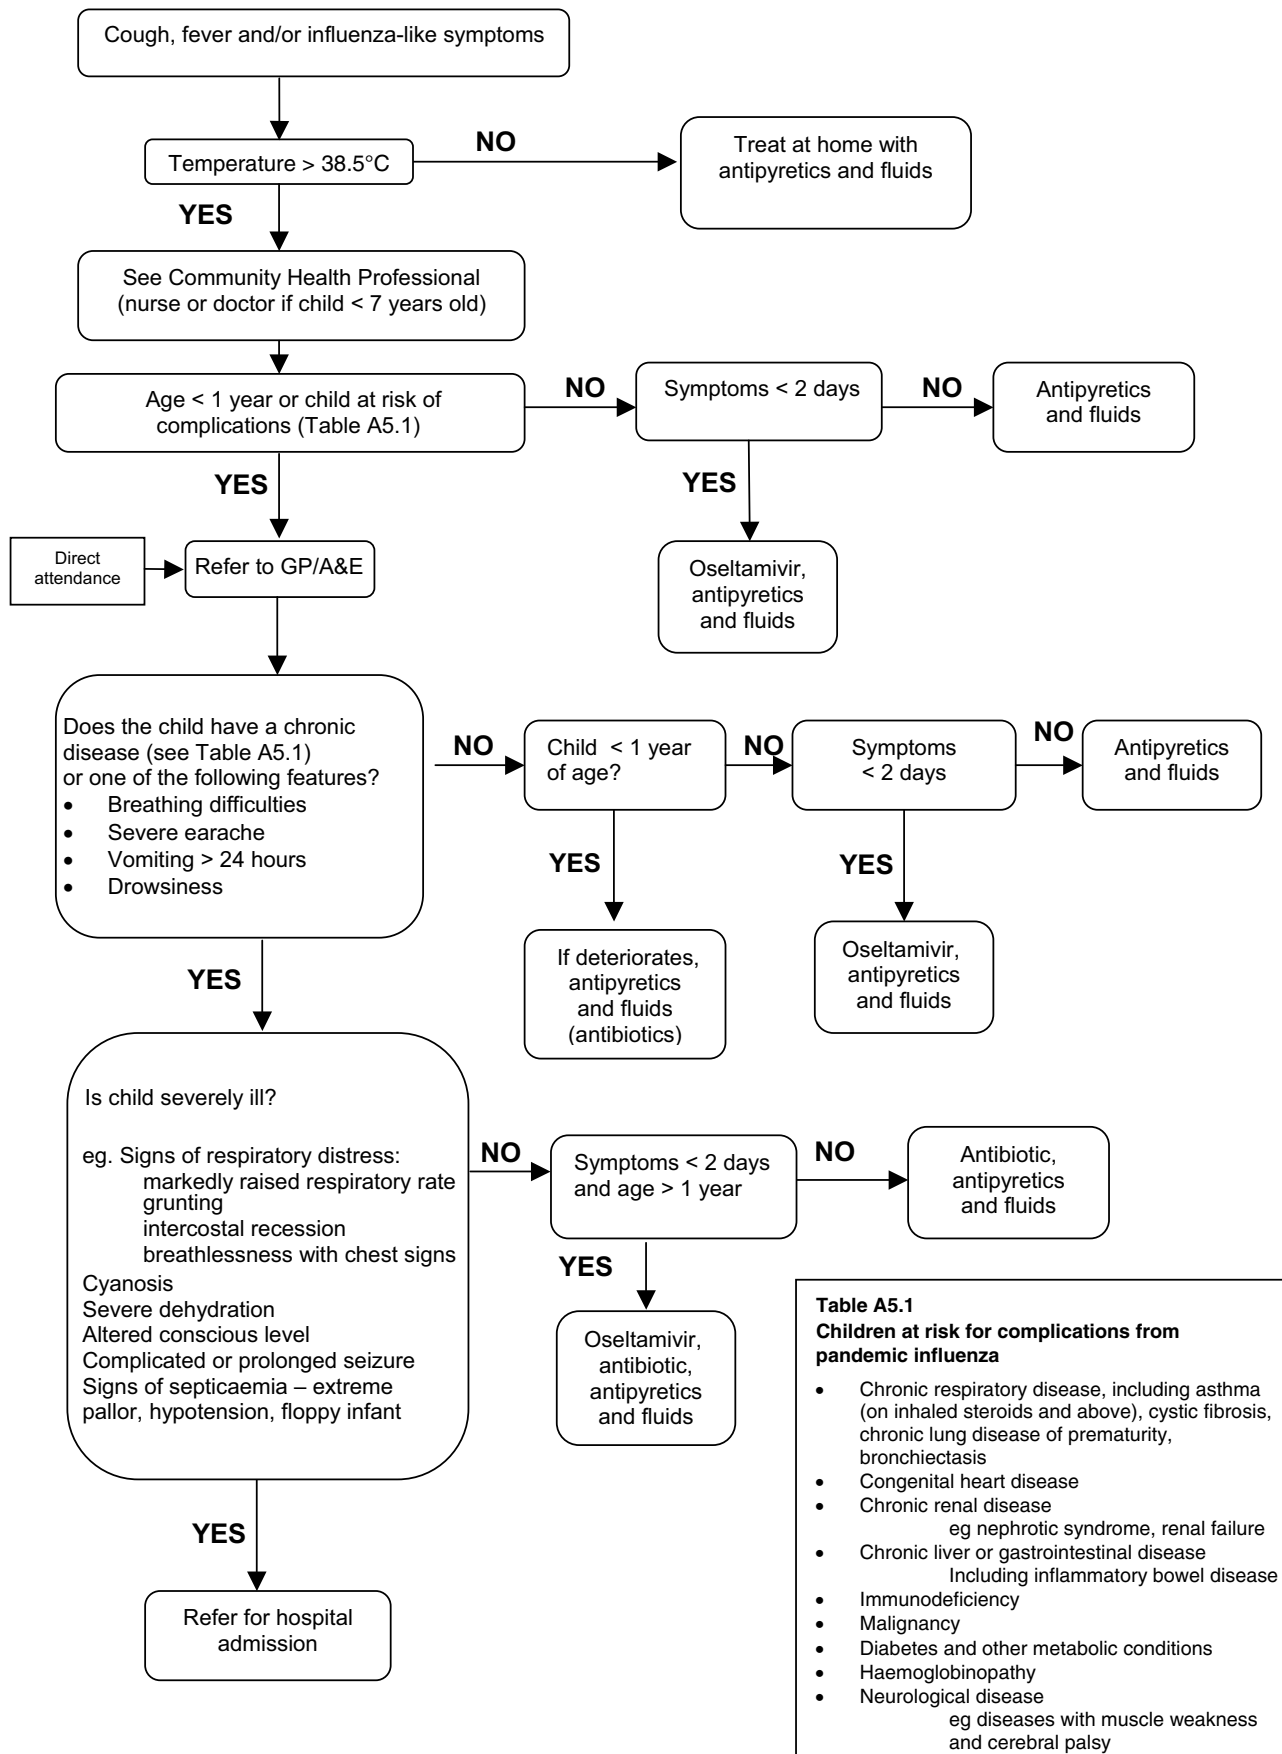 Cough, fever and/or influenza-like symptoms
Temperature > 38.5°C
NO
Treat at home with
antipyretics and fluids
YES
See Community Health Professional
(nurse or doctor if child < 7 years old)
Age < 1 year or child at risk of
complications (Table A5.1)
NO
Symptoms < 2 days
NO
Antipyretics
and fluids
YES
YES
Direct
attendance
Refer to GP/A&E
Oseltamivir,
antipyretics
and fluids
Does the child have a chronic
disease (see Table A5.1)
or one of the following features?
• Breathing difficulties
• Severe earache
• Vomiting > 24 hours
• Drowsiness
NO
Child < 1 year
of age?
NO
Symptoms
< 2 days
NO
Antipyretics
and fluids
YES
YES
YES
If deteriorates,
antipyretics
and fluids
(antibiotics)
Oseltamivir,
antipyretics
and fluids
Is child severely ill?
eg. Signs of respiratory distress:
markedly raised respiratory rate
grunting
intercostal recession
breathlessness with chest signs
Cyanosis
Severe dehydration
Altered conscious level
Complicated or prolonged seizure
Signs of septicaemia – extreme
pallor, hypotension, floppy infant
NO
Symptoms < 2 days
and age > 1 year
NO
Antibiotic,
antipyretics
and fluids
YES
Oseltamivir,
antibiotic,
antipyretics
and fluids
YES
Refer for hospital
admission
Table A5.1
Children at risk for complications from
pandemic influenza
• Chronic respiratory disease, including asthma
(on inhaled steroids and above), cystic fibrosis,
chronic lung disease of prematurity,
bronchiectasis
• Congenital heart disease
• Chronic renal disease
eg nephrotic syndrome, renal failure
• Chronic liver or gastrointestinal disease
Including inflammatory bowel disease
• Immunodeficiency
• Malignancy
• Diabetes and other metabolic conditions
• Haemoglobinopathy
• Neurological disease
eg diseases with muscle weakness
and cerebral palsy